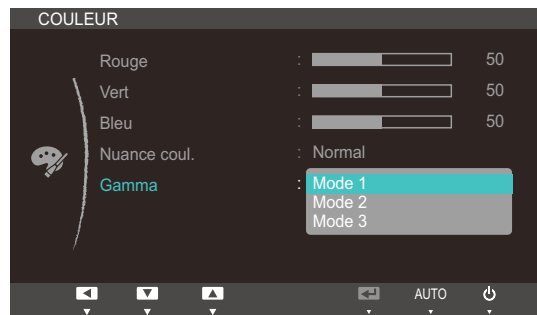 COULEUR
Rouge : 50
Vert : 50
Bleu : 50
Nuance coul. : Normal
Gamma : Mode 1
Mode 2
Mode 3
AUTO